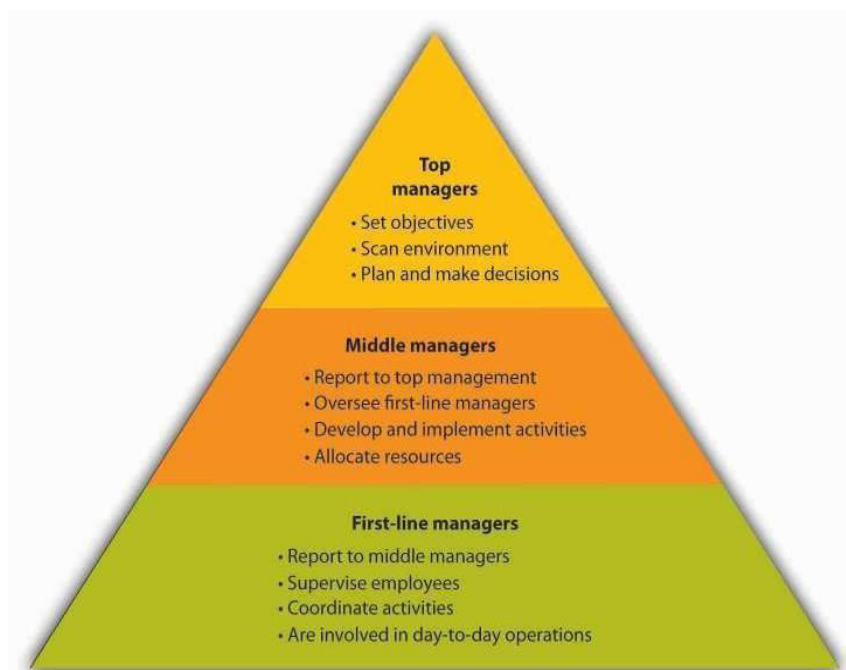 Top
managers
• Set objectives
• Scan environment
• Plan and make decisions
Middle managers
• Report to top management
• Oversee first-line managers
• Develop and implement activities
• Allocate resources
First-line managers
• Report to middle managers
• Supervise employees
• Coordinate activities
• Are involved in day-to-day operations